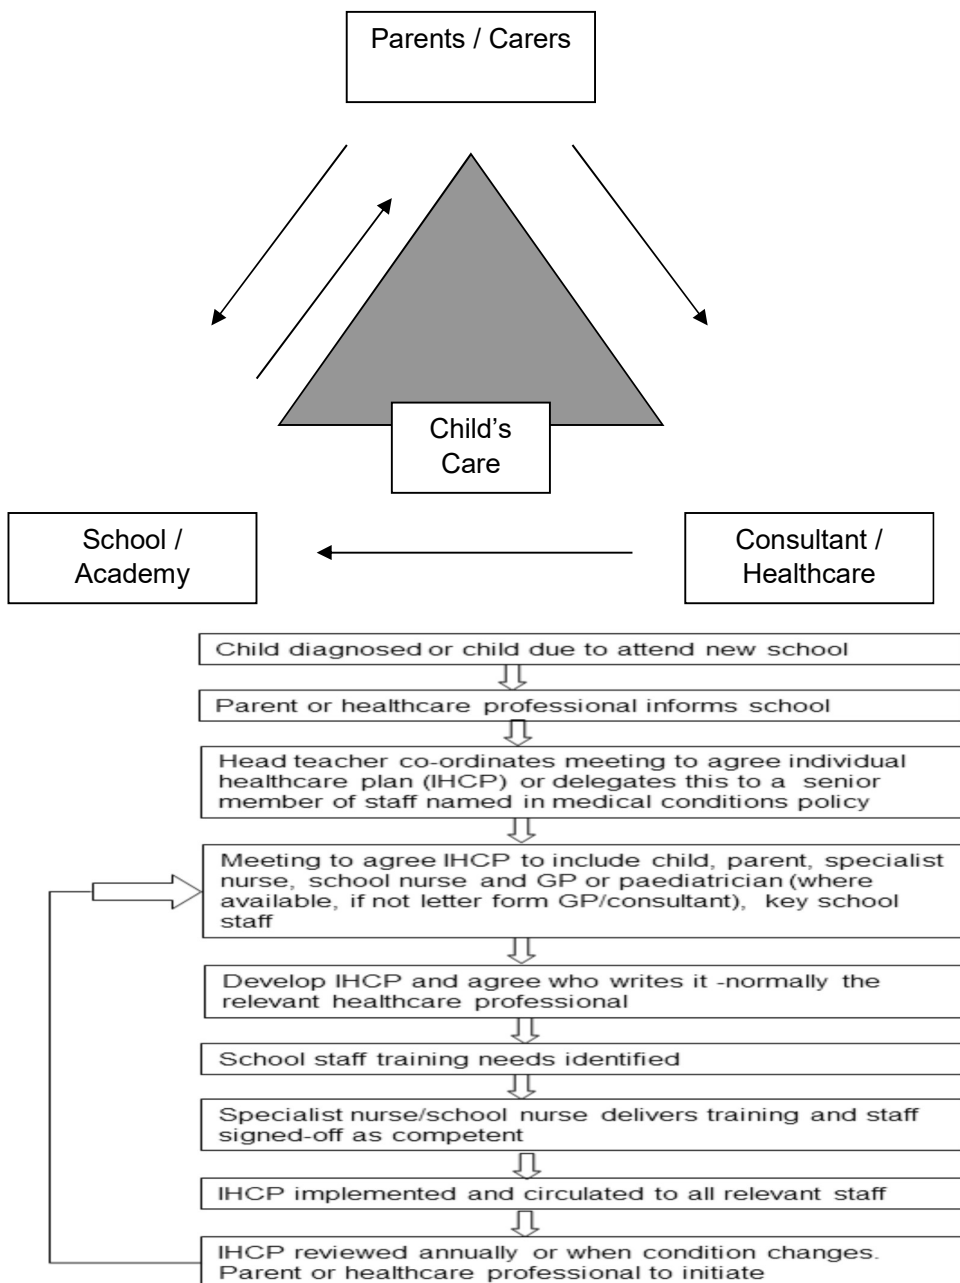 Parents / Carers
Child's
Care
School /
Academy
Consultant /
Healthcare
Child diagnosed or child due to attend new school
Parent or healthcare professional informs school
Head teacher co-ordinates meeting to agree individual
healthcare plan (IHCP) or delegates this to a senior
member of staff named in medical conditions policy
Meeting to agree IHCP to include child, parent, specialist
nurse, school nurse and GP or paediatrician (where
available, if not letter form GP/consultant), key school
staff
Develop IHCP and agree who writes it -normally the
relevant healthcare professional
School staff training needs identified
Specialist nurse/school nurse delivers training and staff
signed-off as competent
IHCP implemented and circulated to all relevant staff
IHCP reviewed annually or when condition changes.
Parent or healthcare professional to initiate